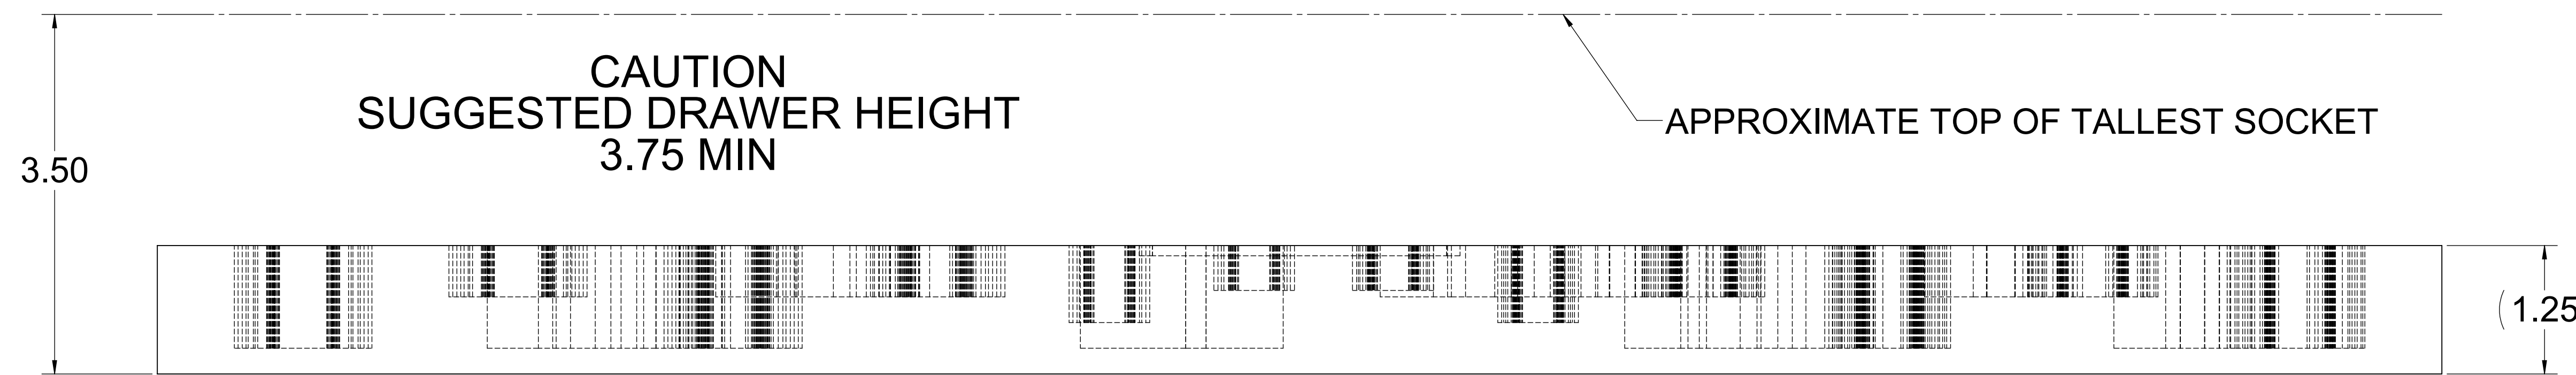 CAUTION
SUGGESTED DRAWER HEIGHT
3.75 MIN
APPROXIMATE TOP OF TALLEST SOCKET
3.50
(1.25